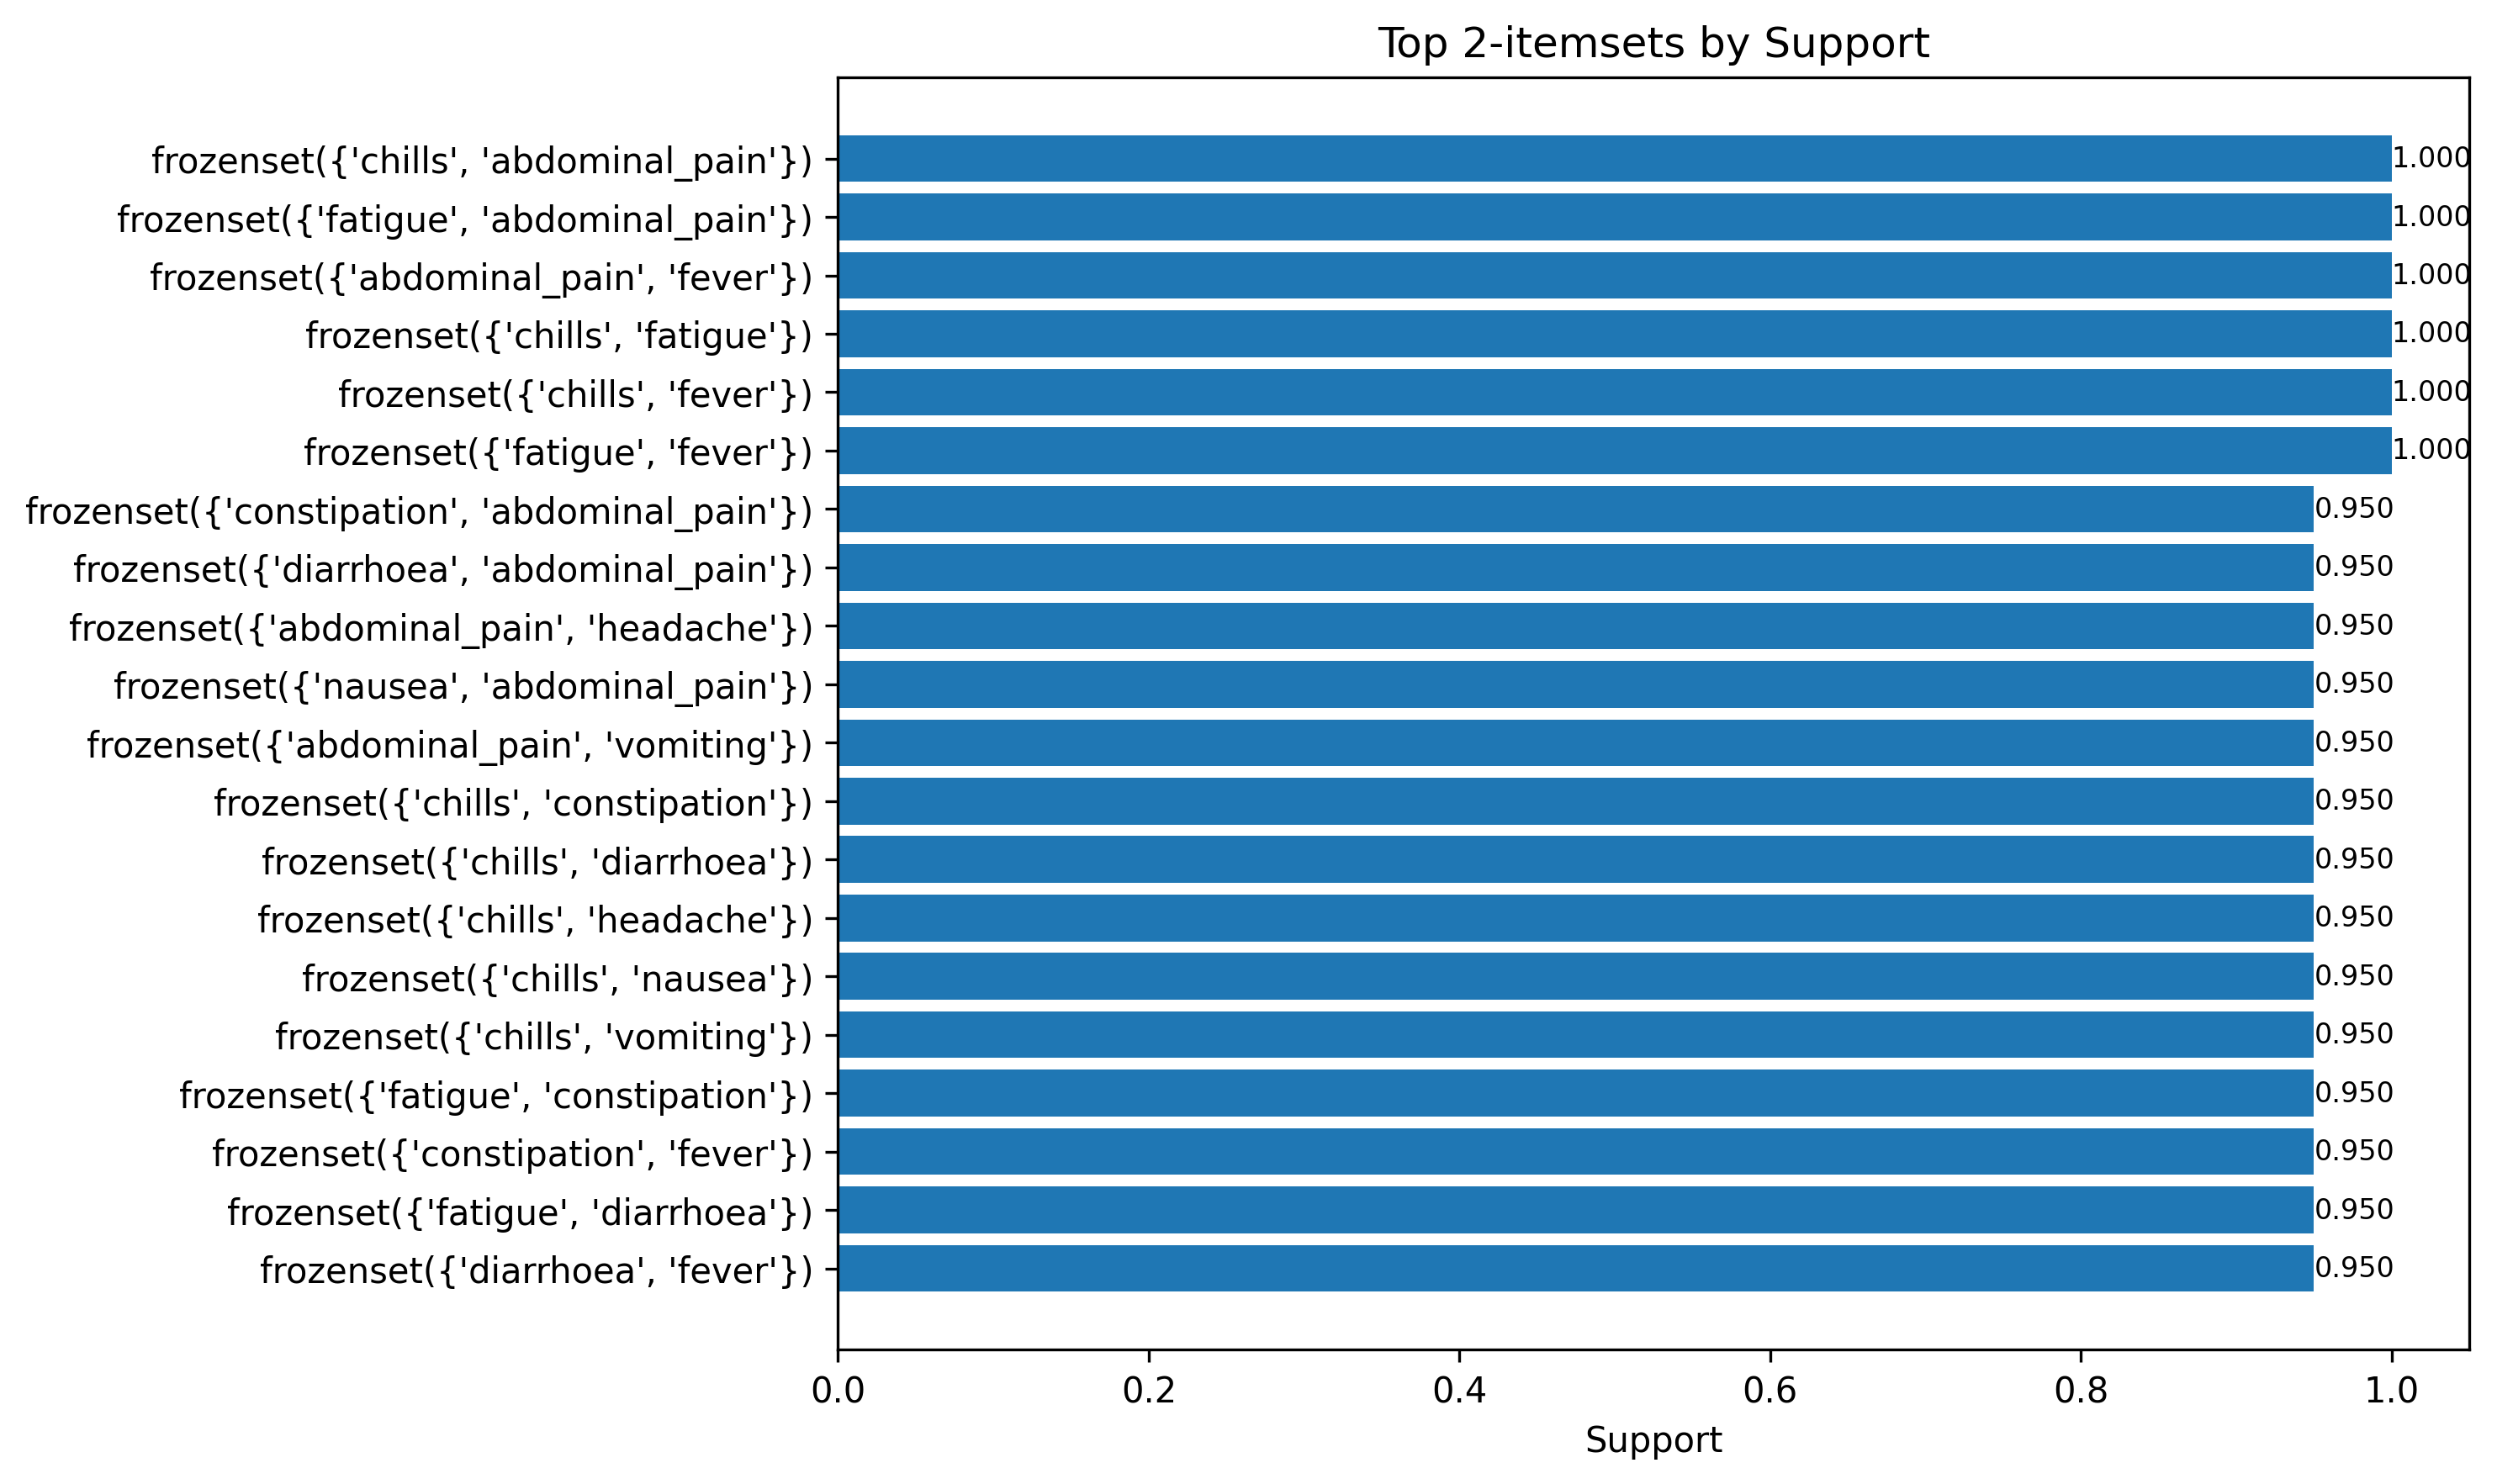 Top 2-itemsets by Support
frozenset({'chills', 'abdominal_pain'}) 1.000
frozenset({'fatigue', 'abdominal_pain'}) 1.000
frozenset({'abdominal_pain', 'fever'}) 1.000
frozenset({'chills', 'fatigue'}) 1.000
frozenset({'chills', 'fever'}) 1.000
frozenset({'fatigue', 'fever'}) 1.000
frozenset({'constipation', 'abdominal_pain'}) 0.950
frozenset({'diarrhoea', 'abdominal_pain'}) 0.950
frozenset({'abdominal_pain', 'headache'}) 0.950
frozenset({'nausea', 'abdominal_pain'}) 0.950
frozenset({'abdominal_pain', 'vomiting'}) 0.950
frozenset({'chills', 'constipation'}) 0.950
frozenset({'chills', 'diarrhoea'}) 0.950
frozenset({'chills', 'headache'}) 0.950
frozenset({'chills', 'nausea'}) 0.950
frozenset({'chills', 'vomiting'}) 0.950
frozenset({'fatigue', 'constipation'}) 0.950
frozenset({'constipation', 'fever'}) 0.950
frozenset({'fatigue', 'diarrhoea'}) 0.950
frozenset({'diarrhoea', 'fever'}) 0.950
0.0 0.2 0.4 0.6 0.8 1.0
Support